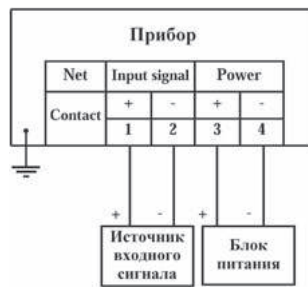 Прибор
Net Input signal Power
Contact + - + -
1 2 3 4
+ - + -
Источник входного сигнала
Блок питания